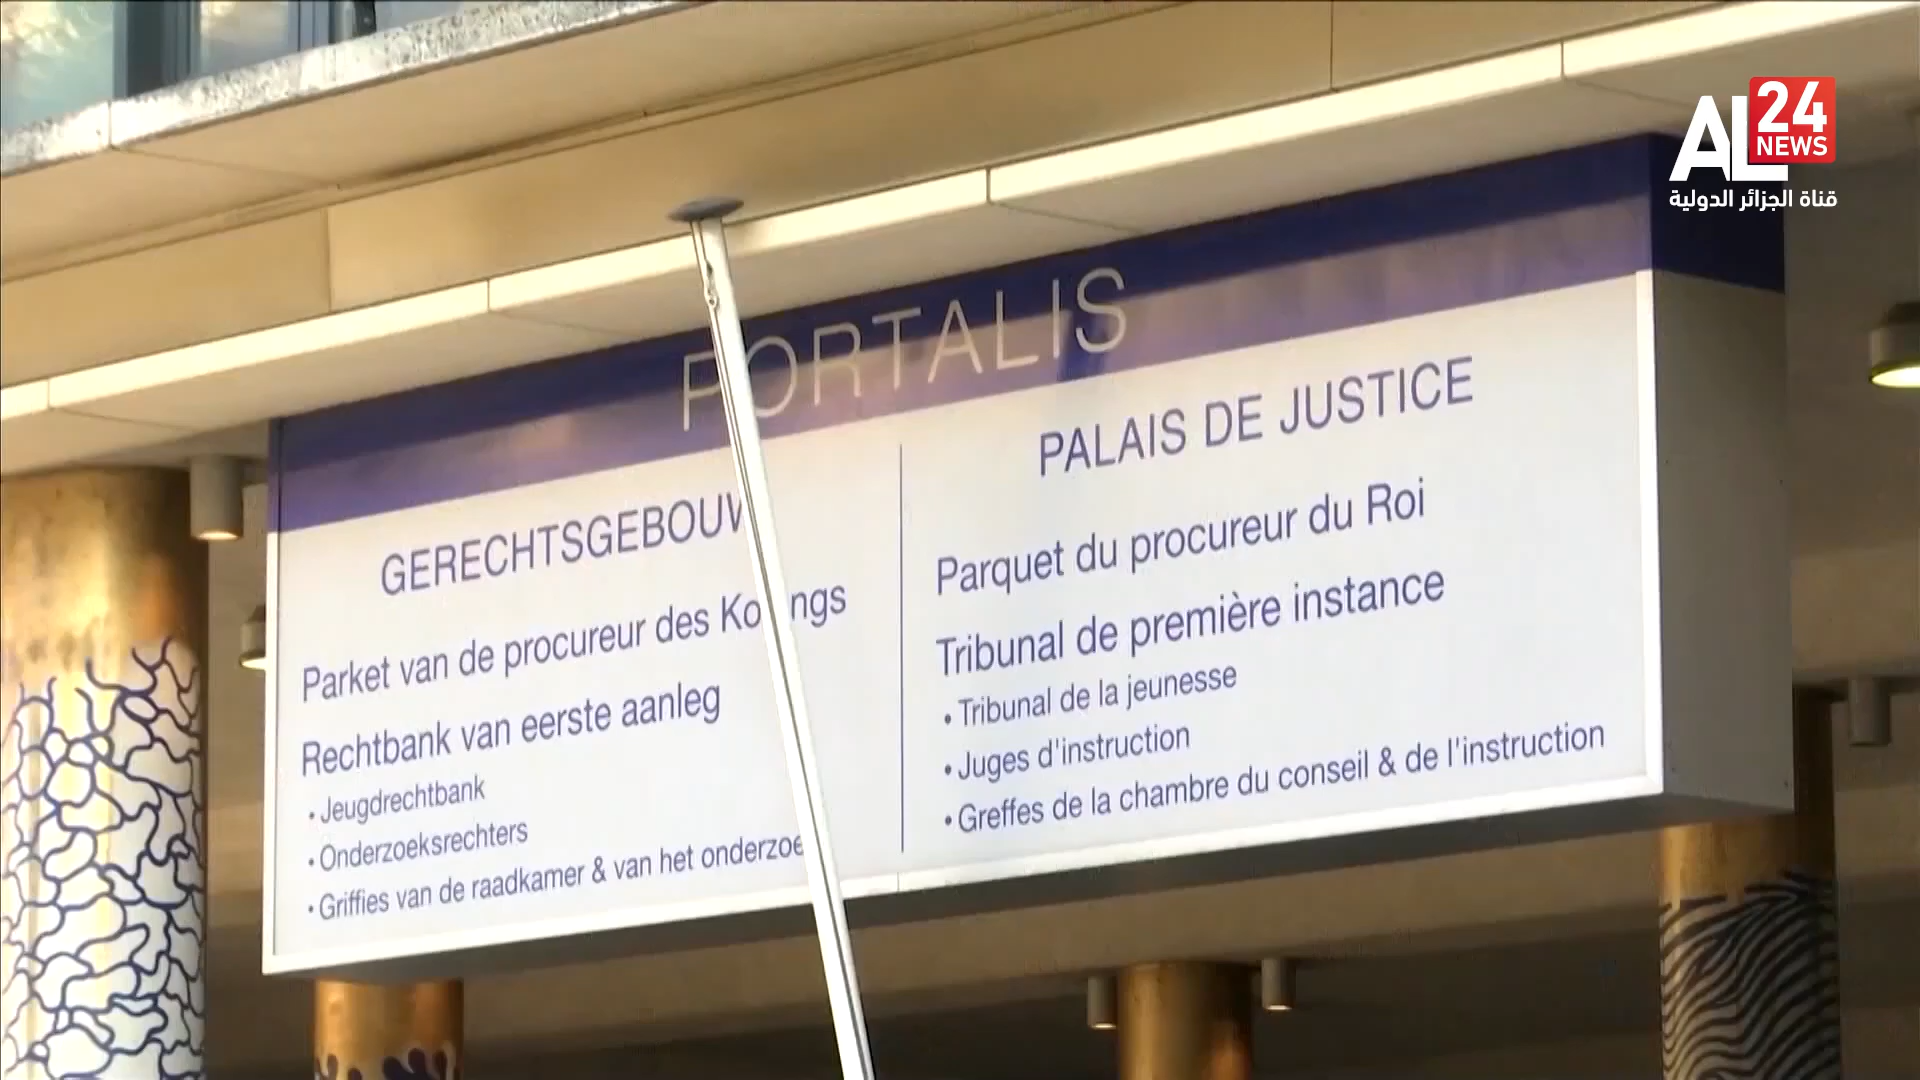 AL
24
NEWS
قناة الجزائر الدولية
PORTALIS
GERECHTSGEBOUW
Parket van de procureur des
Rechtbank van eerste aanleg
• Jeugdrechtbank
• Onderzoeksrechters
• Griffies van de raadkamer & van het
PALAIS DE JUSTICE
Parquet du procureur du Roi
Tribunal de première instance
• Tribunal de la jeunesse
• Juges d'instruction
• Greffes de la chambre du conseil & de l'instruction